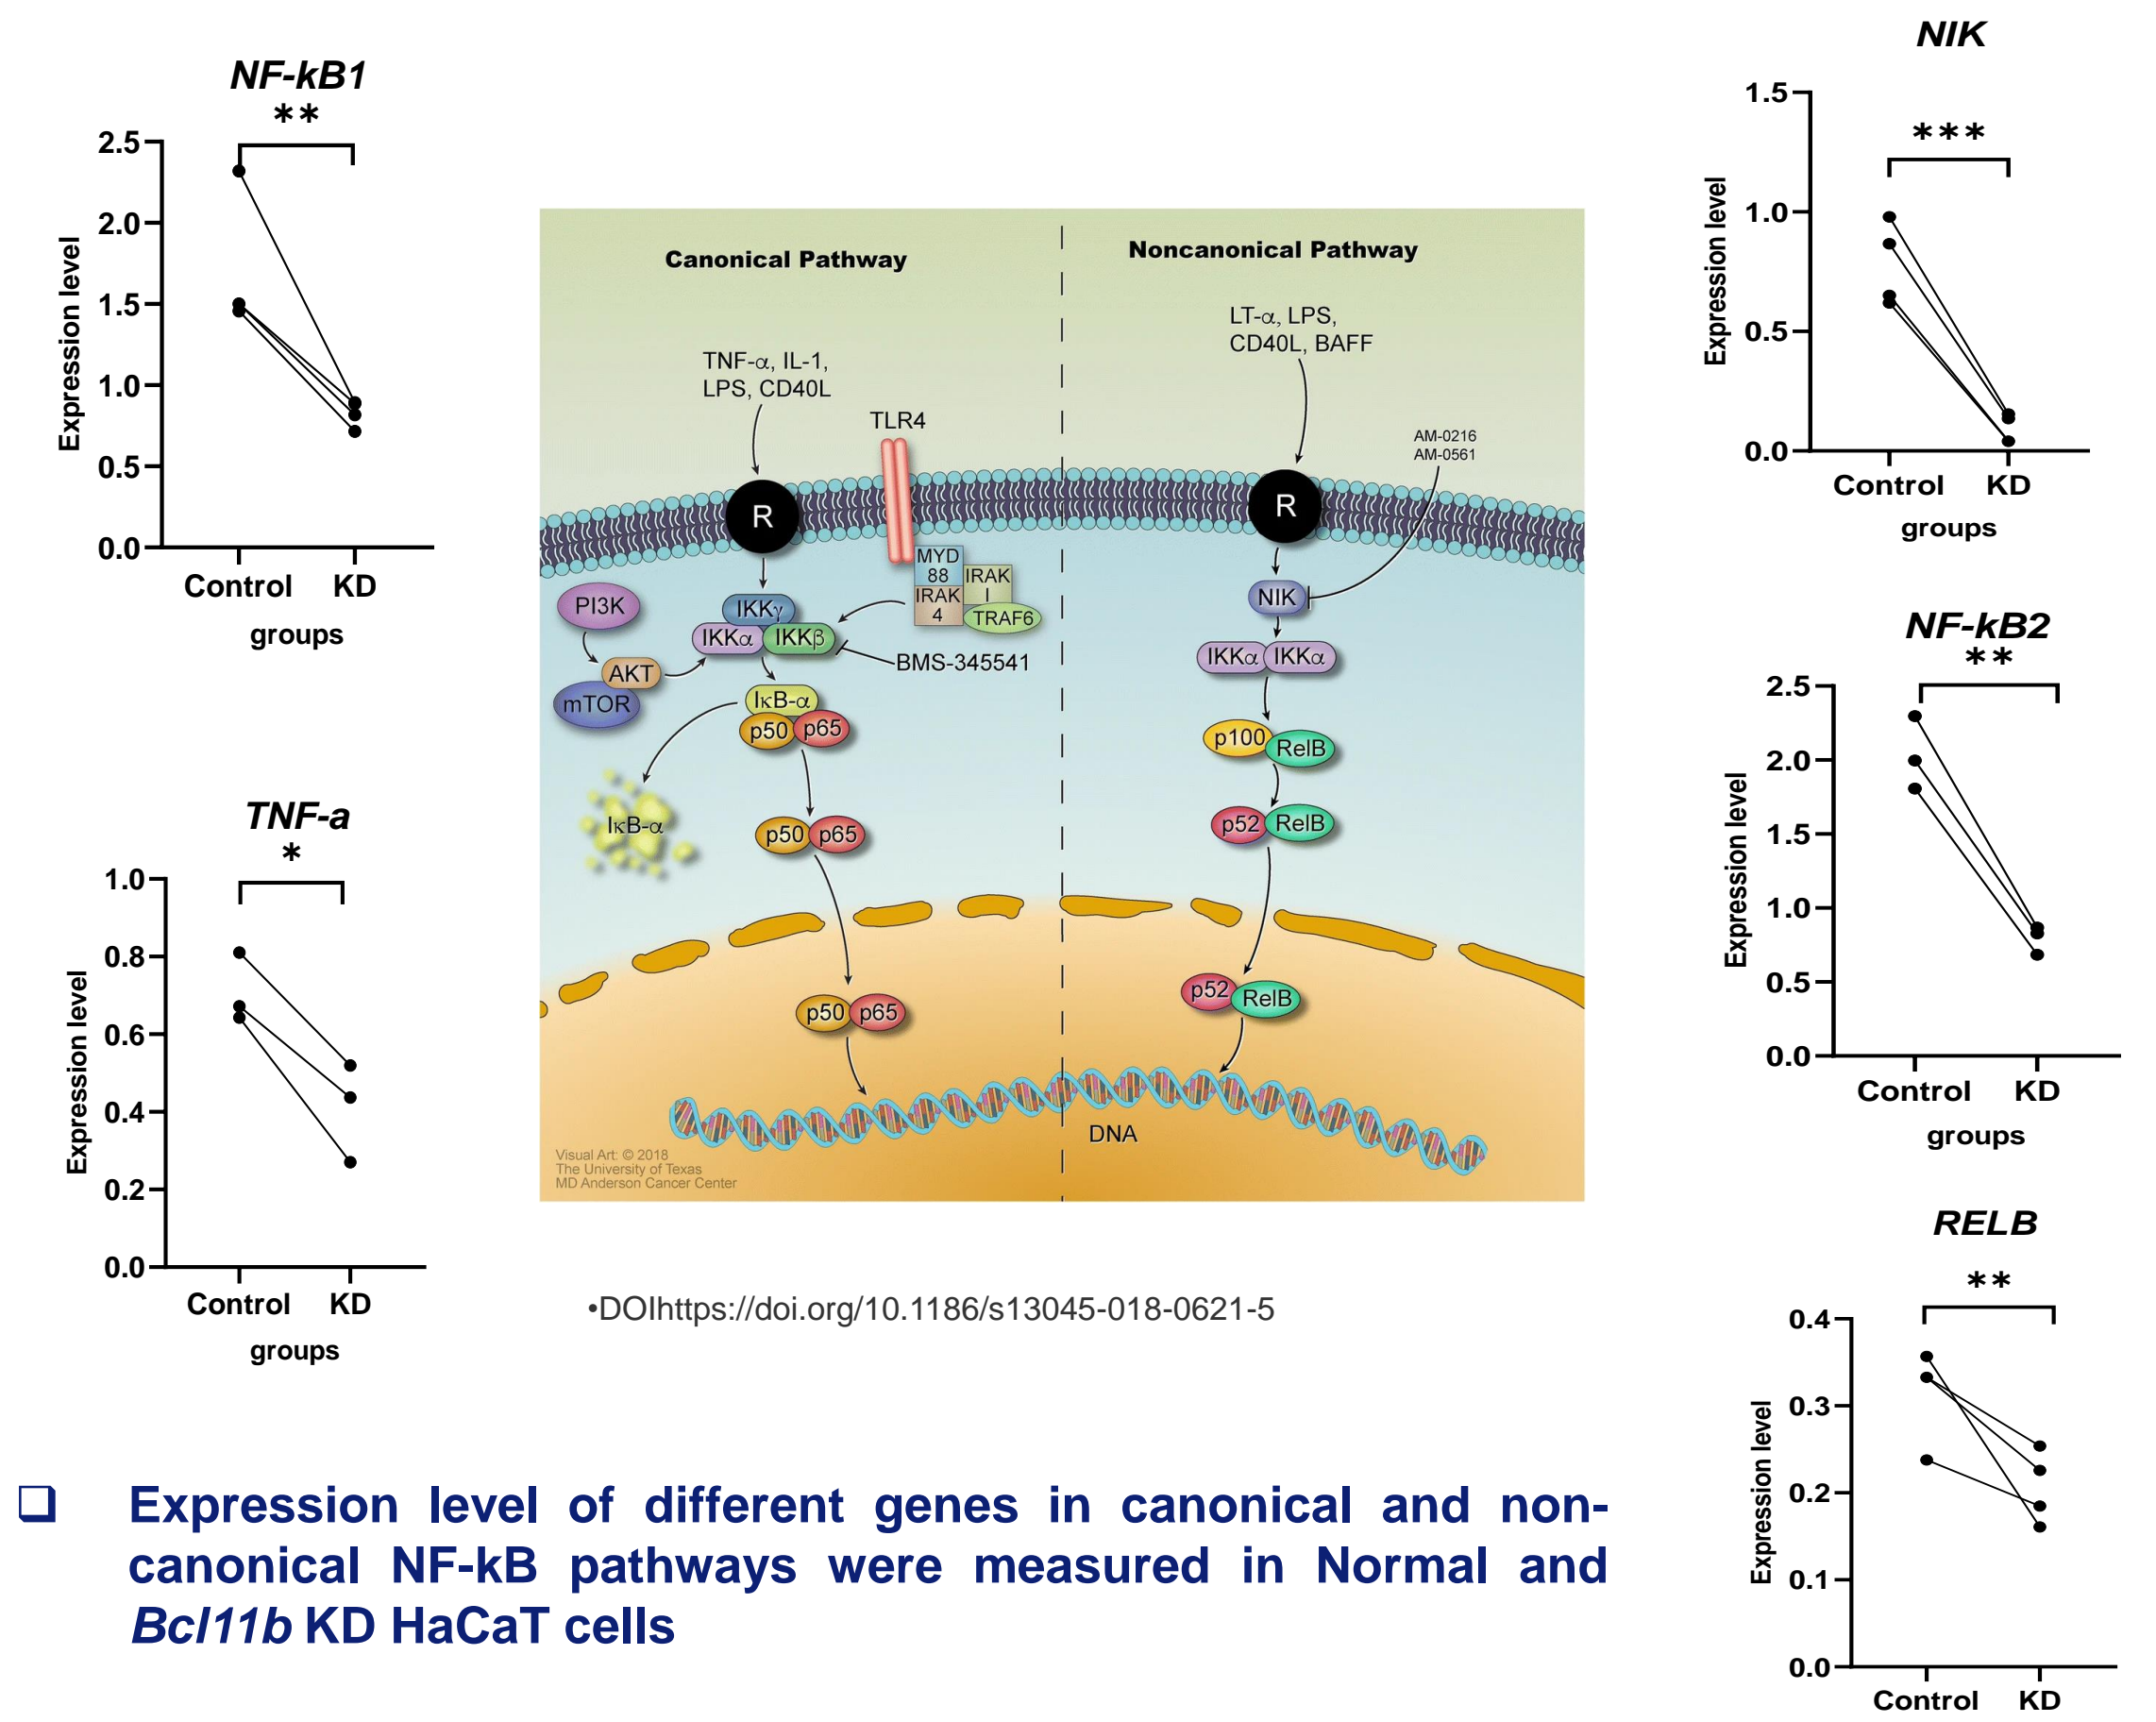 NF-kB1
**
2.5
2.0
1.5
1.0
0.5
0.0
Expression level
Control KD
groups
TNF-a
*
1.0
0.8
0.6
0.4
0.2
0.0
Expression level
Control KD
groups
Canonical Pathway
Noncanonical Pathway
TNF-α, IL-1,
LPS, CD40L
TLR4
LT-α, LPS,
CD40L, BAFF
AM-0216
AM-0561
R
R
MYD
88
IRAK
4
IRAK
I
TRAF6
PI3K
AKT
mTOR
IKKγ
IKKα
IKKβ
BMS-345541
IκB-α
p50
p65
IκB-α
p50
p65
p50
p65
NIK
IKKα
IKKα
p100
RelB
p52
RelB
p52
RelB
DNA
Visual Art: © 2018
The University of Texas
MD Anderson Cancer Center
•DOIhttps://doi.org/10.1186/s13045-018-0621-5
NIK
***
1.5
1.0
0.5
0.0
Expression level
Control KD
groups
NF-kB2
**
2.5
2.0
1.5
1.0
0.5
0.0
Expression level
Control KD
groups
RELB
**
0.4
0.3
0.2
0.1
0.0
Expression level
Control KD
Expression level of different genes in canonical and non-
canonical NF-kB pathways were measured in Normal and
Bcl11b KD HaCaT cells